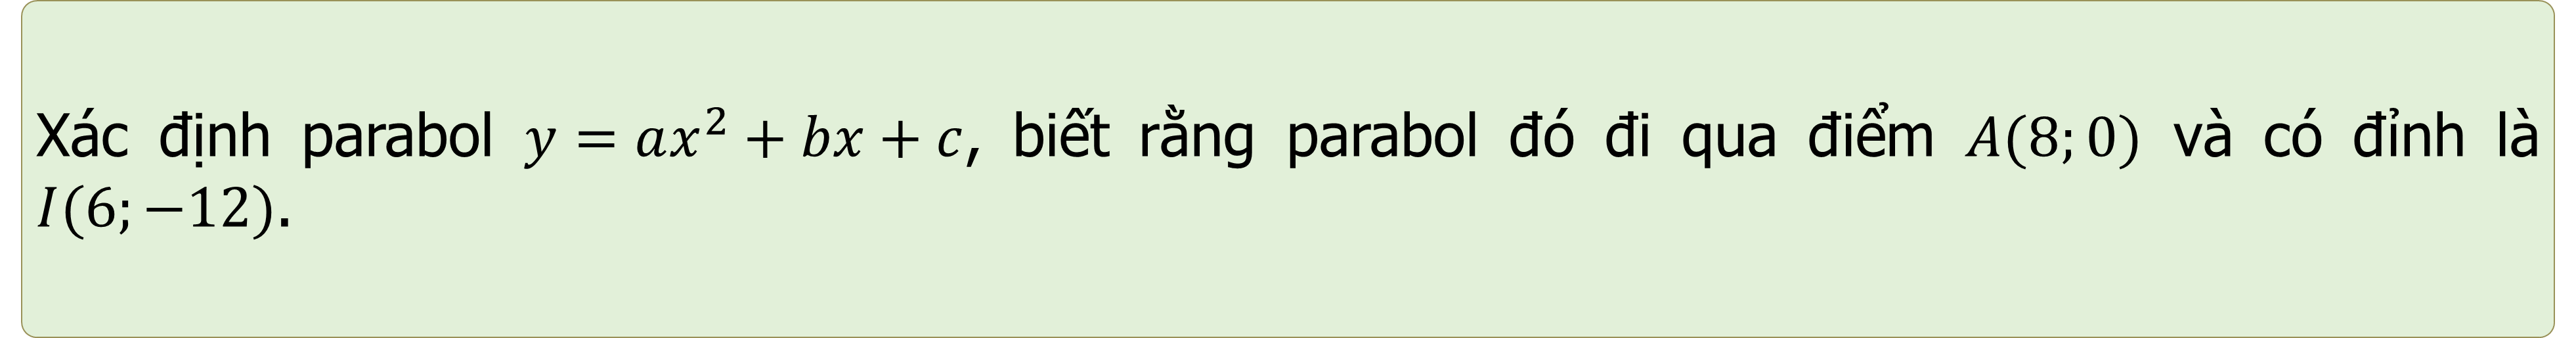 Xác định parabol y = ax² + bx + c, biết rằng parabol đó đi qua điểm A(8; 0) và có đỉnh là
I(6; −12).